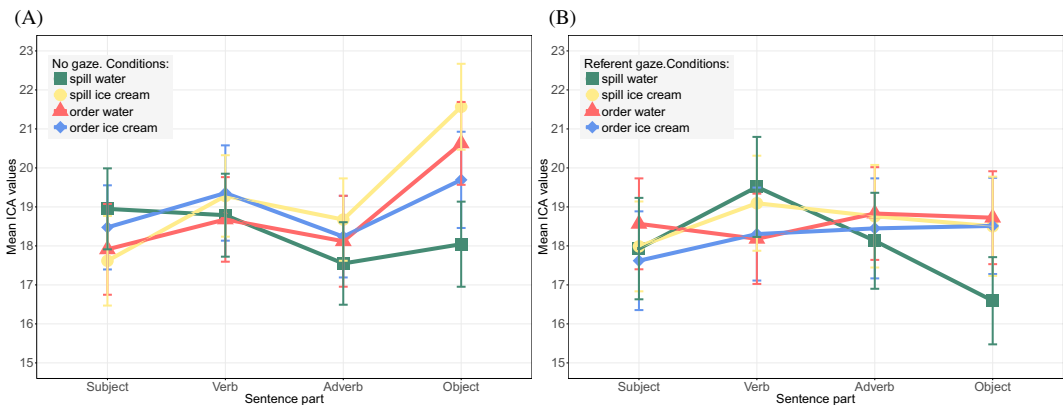 (A)
Mean ICA values
23
22
21
20
19
18
17
16
15
No gaze. Conditions:
spill water
spill ice cream
order water
order ice cream
Subject Verb Adverb Object
Sentence part
(B)
Mean ICA values
23
22
21
20
19
18
17
16
15
Referent gaze.Conditions:
spill water
spill ice cream
order water
order ice cream
Subject Verb Adverb Object
Sentence part